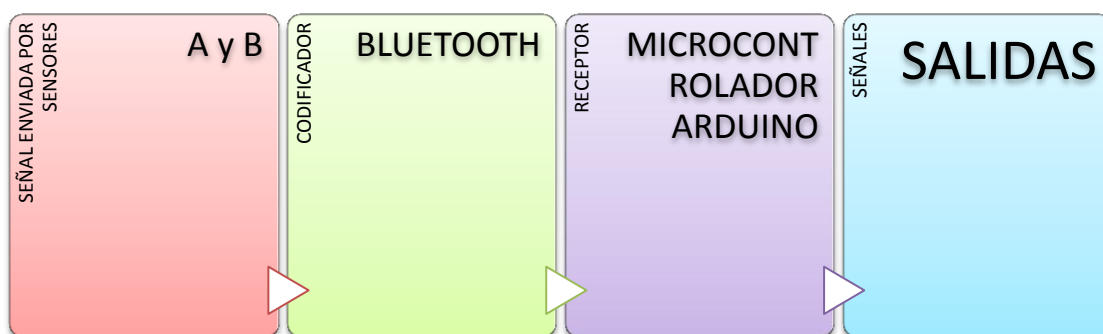 SEÑAL ENVIADA POR
SENSORES
A y B
CODIFICADOR
BLUETOOTH
RECEPTOR
MICROCONT
ROLADOR
ARDUINO
SEÑALES
SALIDAS